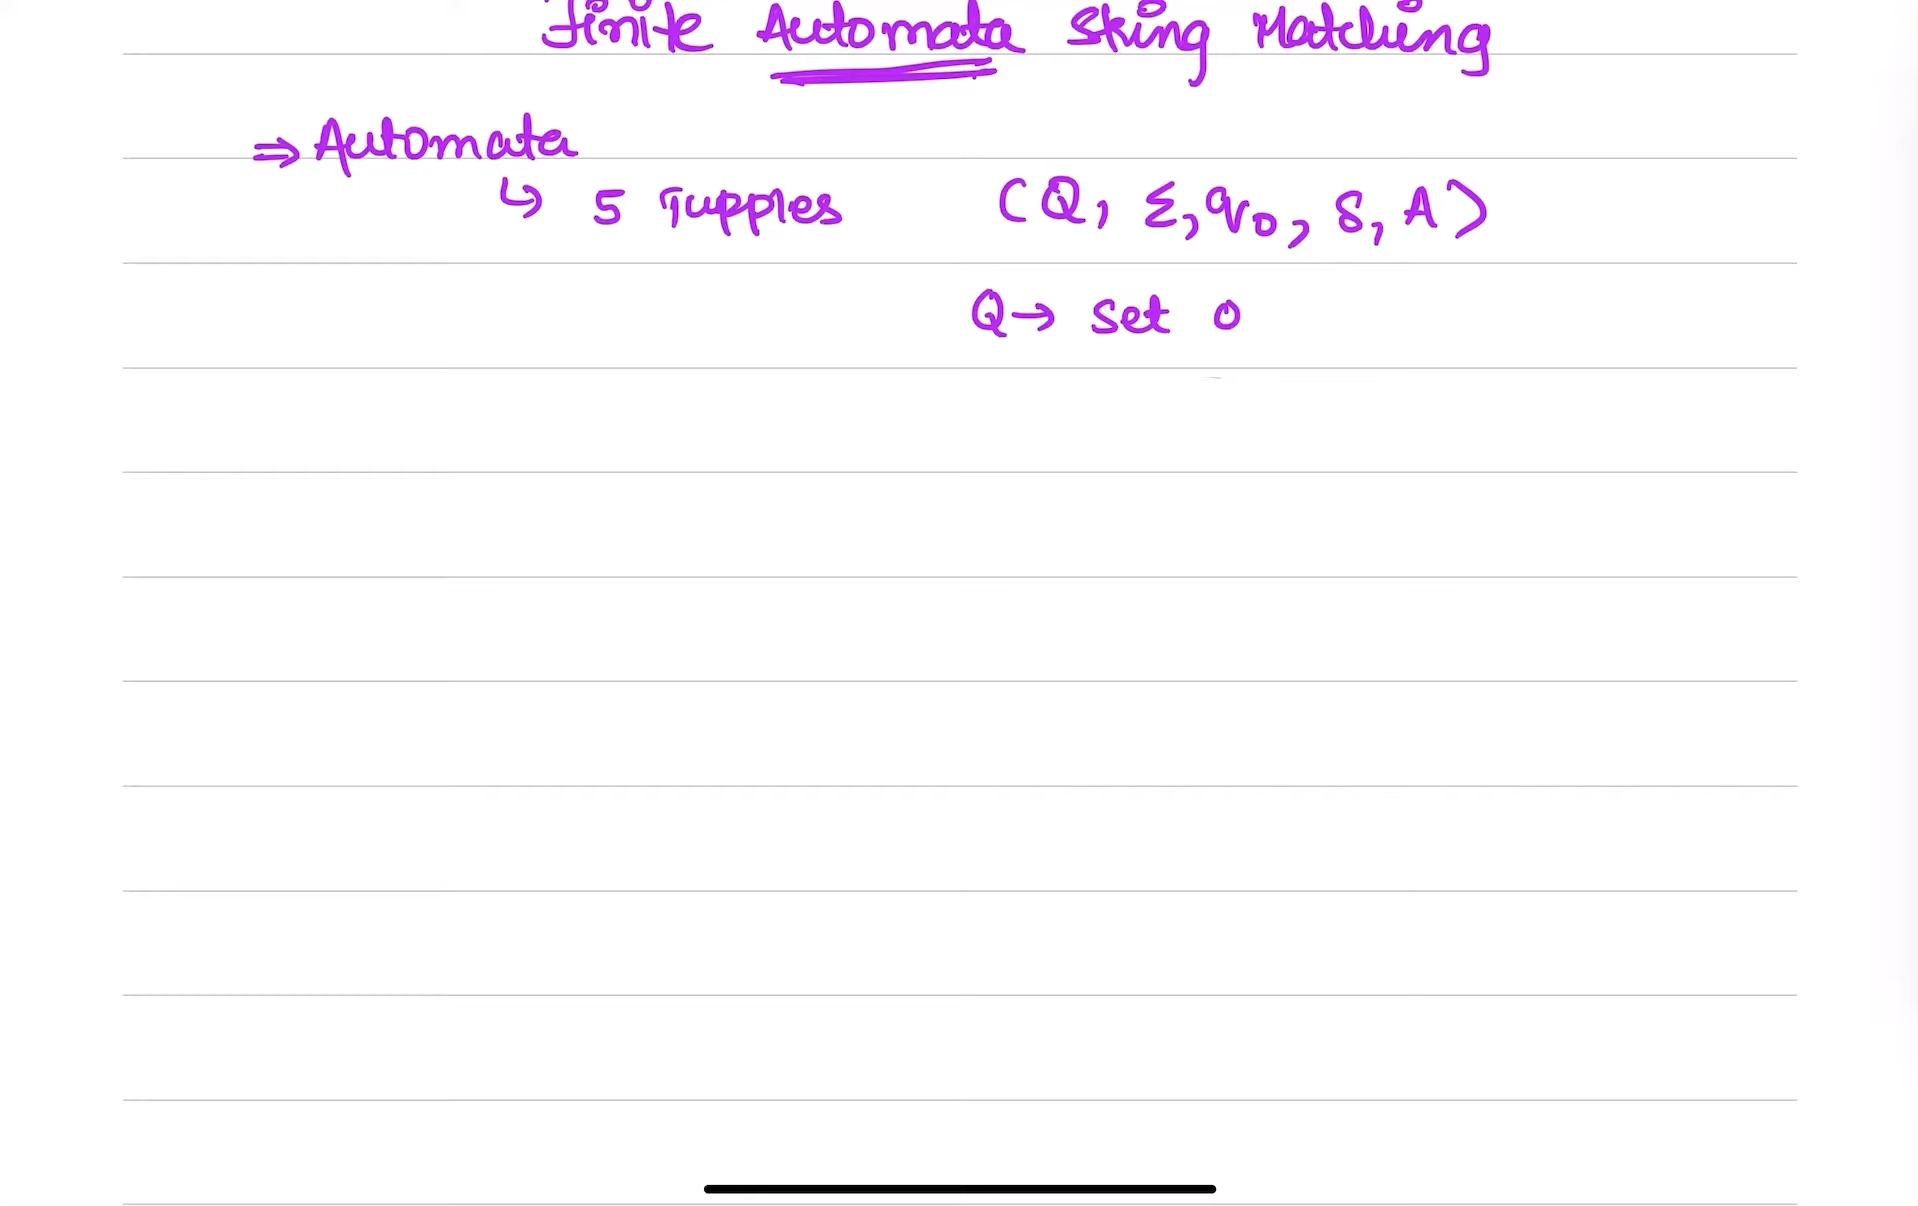 Finite Automata String Matching
⇒ Automata
↳ 5 Tupples (Q, Σ, q₀, δ, A)
Q → Set o